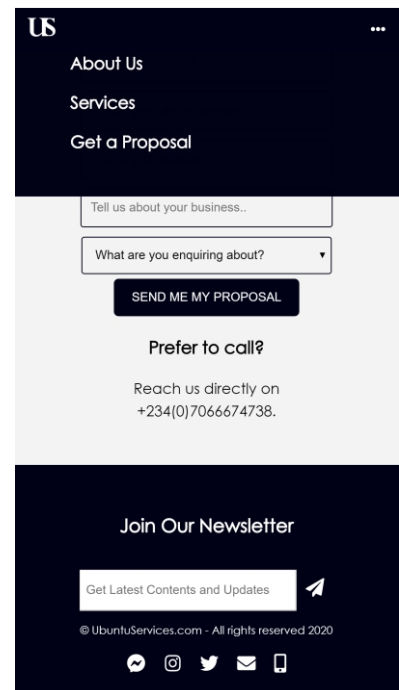 US
•••
About Us
Services
Get a Proposal
Tell us about your business..
What are you enquiring about?
SEND ME MY PROPOSAL
Prefer to call?
Reach us directly on
+234(0)7066674738.
Join Our Newsletter
Get Latest Contents and Updates
© UbuntuServices.com - All rights reserved 2020